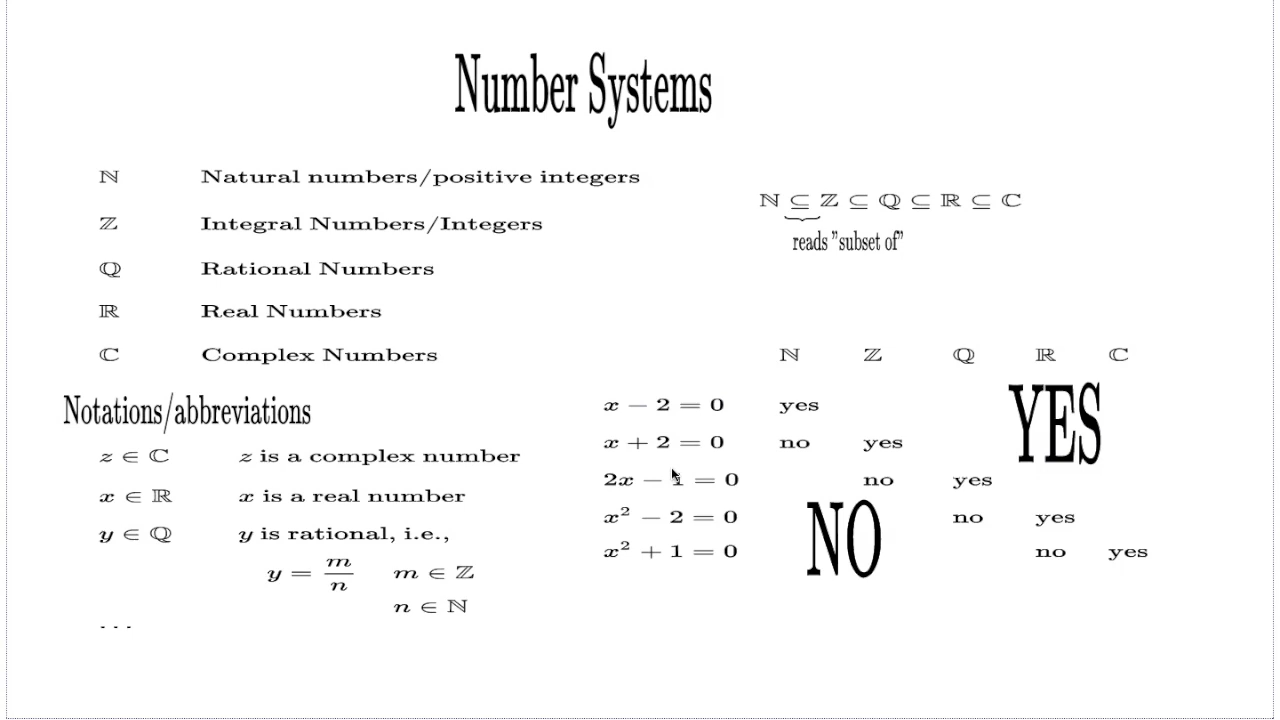 Number Systems
ℕ Natural numbers/positive integers
ℤ Integral Numbers/Integers
ℚ Rational Numbers
ℝ Real Numbers
ℂ Complex Numbers
ℕ ⊆ ℤ ⊆ ℚ ⊆ ℝ ⊆ ℂ
reads ”subset of”
Notations/abbreviations
z ∈ ℂ z is a complex number
x ∈ ℝ x is a real number
y ∈ ℚ y is rational, i.e.,
y = m/n m ∈ ℤ
n ∈ ℕ
...
ℕ ℤ ℚ ℝ ℂ
x − 2 = 0 yes
x + 2 = 0 no yes
2x − 1 = 0 no yes
x² − 2 = 0 no yes
x² + 1 = 0 no yes
YES
NO